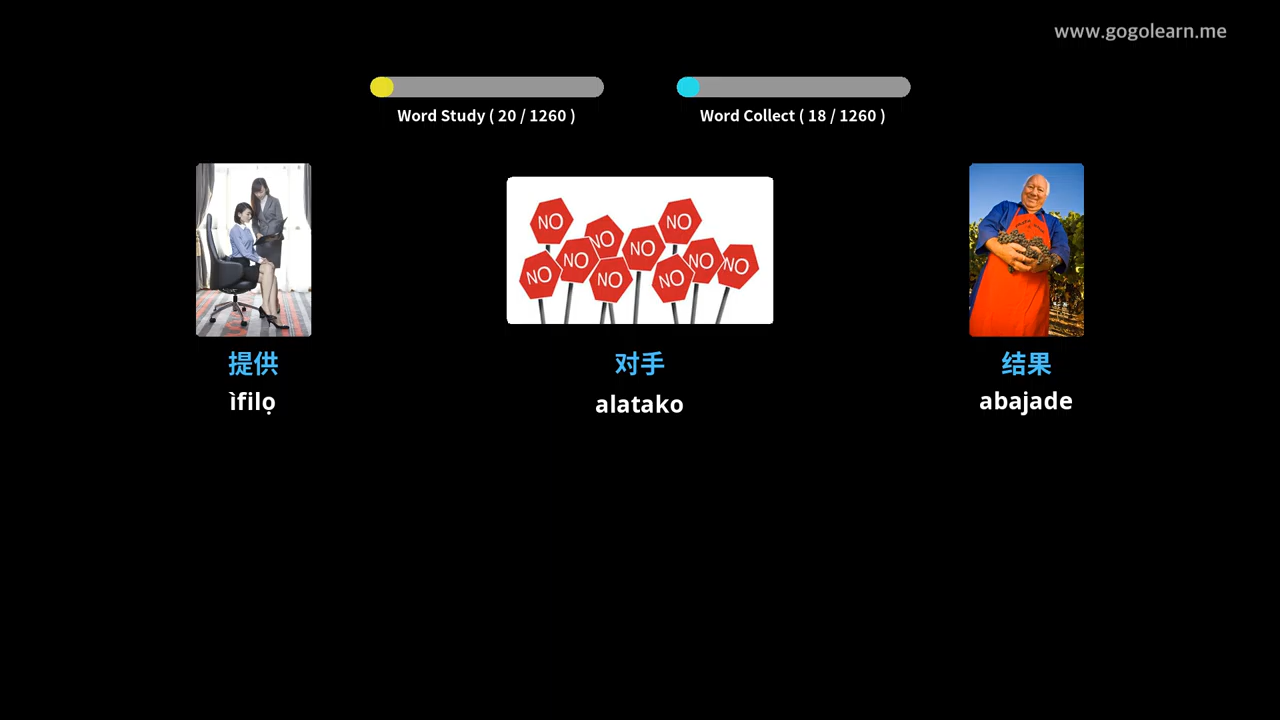 www.gogolearn.me
Word Study ( 20 / 1260 )
Word Collect ( 18 / 1260 )
NO
NO
NO
NO
NO
NO
NO
NO
NO
NO
提供
对手
结果
ìfilọ
alatako
abajade